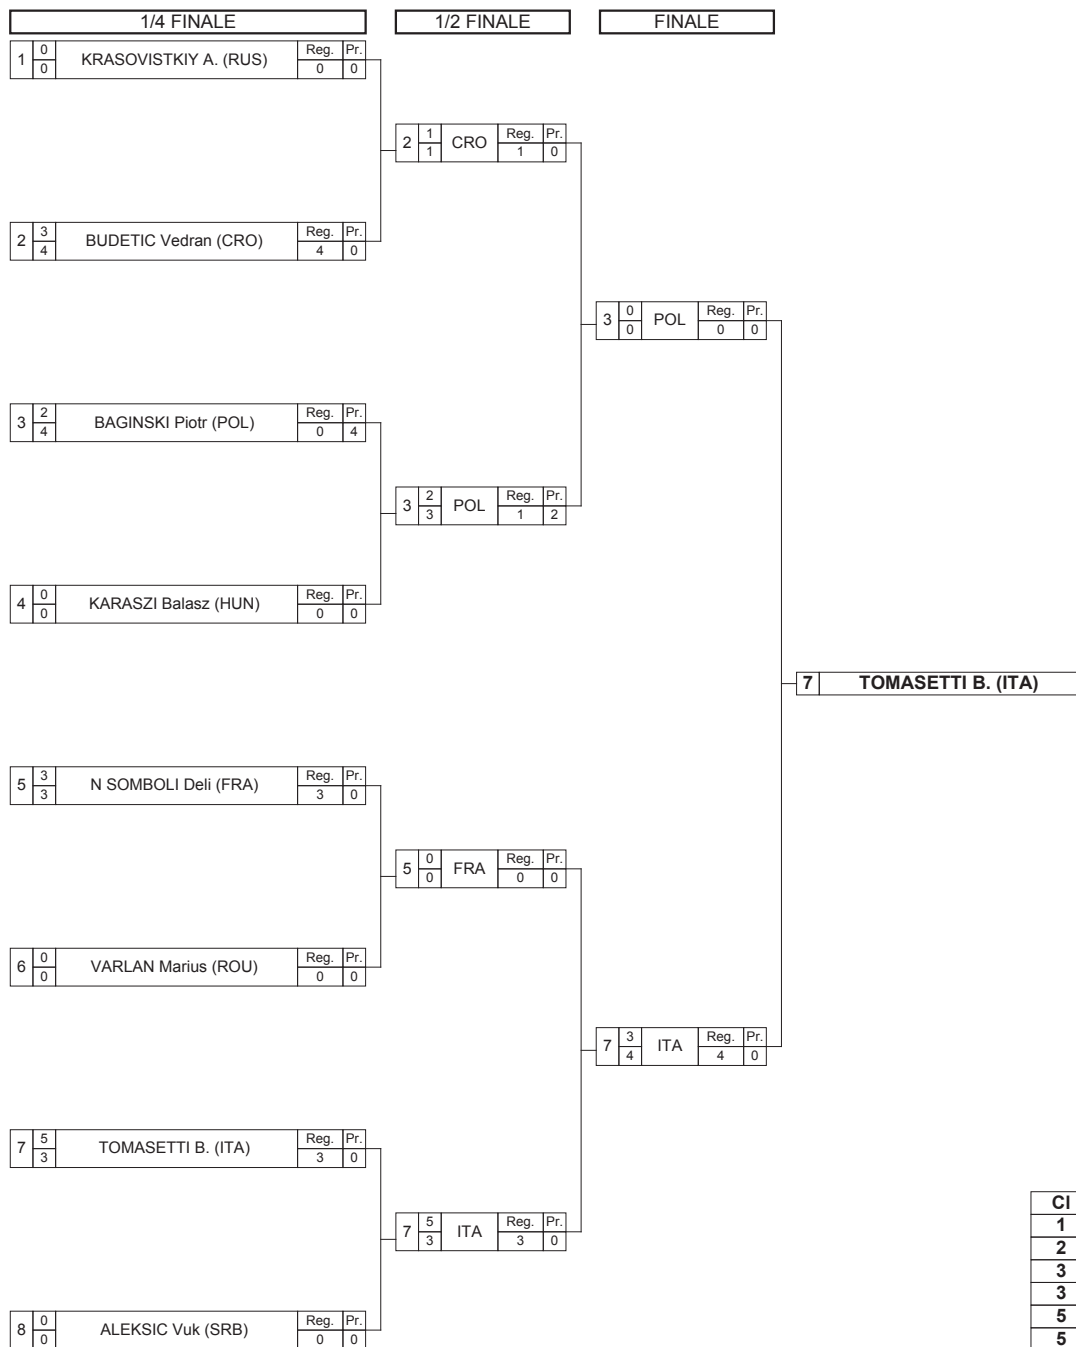 1/4 FINALE 1/2 FINALE FINALE
1 0 0 KRASOVISTKIY A. (RUS) Reg. Pr. 0 0
2 1 1 CRO Reg. Pr. 1 0
2 3 4 BUDETIC Vedran (CRO) Reg. Pr. 4 0
3 0 0 POL Reg. Pr. 0 0
3 2 4 BAGINSKI Piotr (POL) Reg. Pr. 0 4
3 2 3 POL Reg. Pr. 1 2
4 0 0 KARASZI Balasz (HUN) Reg. Pr. 0 0
7 TOMASETTI B. (ITA)
5 3 3 N SOMBOLI Deli (FRA) Reg. Pr. 3 0
5 0 0 FRA Reg. Pr. 0 0
6 0 0 VARLAN Marius (ROU) Reg. Pr. 0 0
7 3 4 ITA Reg. Pr. 4 0
7 5 3 TOMASETTI B. (ITA) Reg. Pr. 3 0
7 5 3 ITA Reg. Pr. 3 0
8 0 0 ALEKSIC Vuk (SRB) Reg. Pr. 0 0
Cl
1
2
3
3
5
5